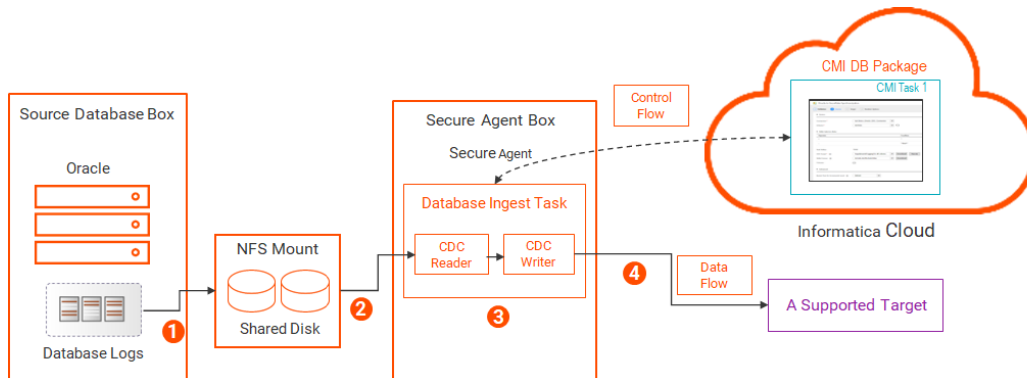 CMI DB Package
CMI Task 1
Control
Flow
Source Database Box
Secure Agent Box
Secure Agent
Oracle
Database Ingest Task
Informatica Cloud
NFS Mount
CDC
Reader
CDC
Writer
2
4
Data
Flow
A Supported Target
1
Shared Disk
3
Database Logs